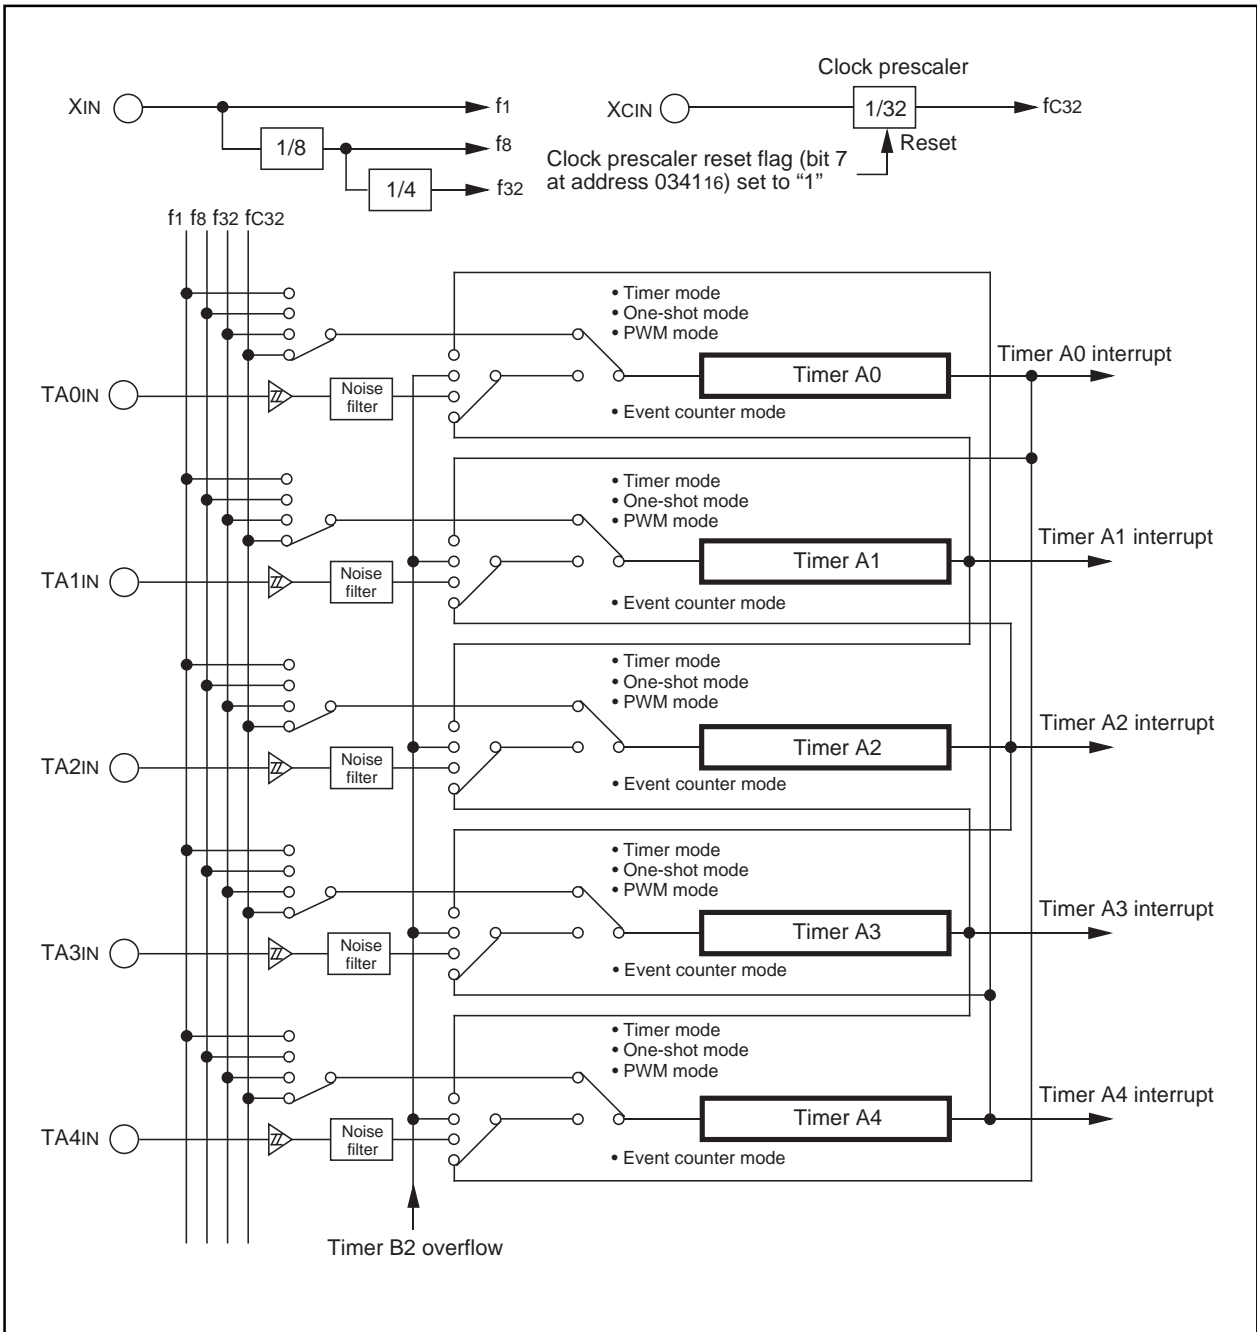 Clock prescaler
XIN
f1
XCIN
1/32
fC32
1/8
f8
Reset
Clock prescaler reset flag (bit 7
at address 034116) set to “1”
1/4
f32
f1 f8 f32 fC32
• Timer mode
• One-shot mode
• PWM mode
Timer A0 interrupt
Timer A0
TA0IN
Noise
filter
• Event counter mode
• Timer mode
• One-shot mode
• PWM mode
Timer A1 interrupt
Timer A1
TA1IN
Noise
filter
• Event counter mode
• Timer mode
• One-shot mode
• PWM mode
Timer A2 interrupt
Timer A2
TA2IN
Noise
filter
• Event counter mode
• Timer mode
• One-shot mode
• PWM mode
Timer A3 interrupt
Timer A3
TA3IN
Noise
filter
• Event counter mode
• Timer mode
• One-shot mode
• PWM mode
Timer A4 interrupt
Timer A4
TA4IN
Noise
filter
• Event counter mode
Timer B2 overflow